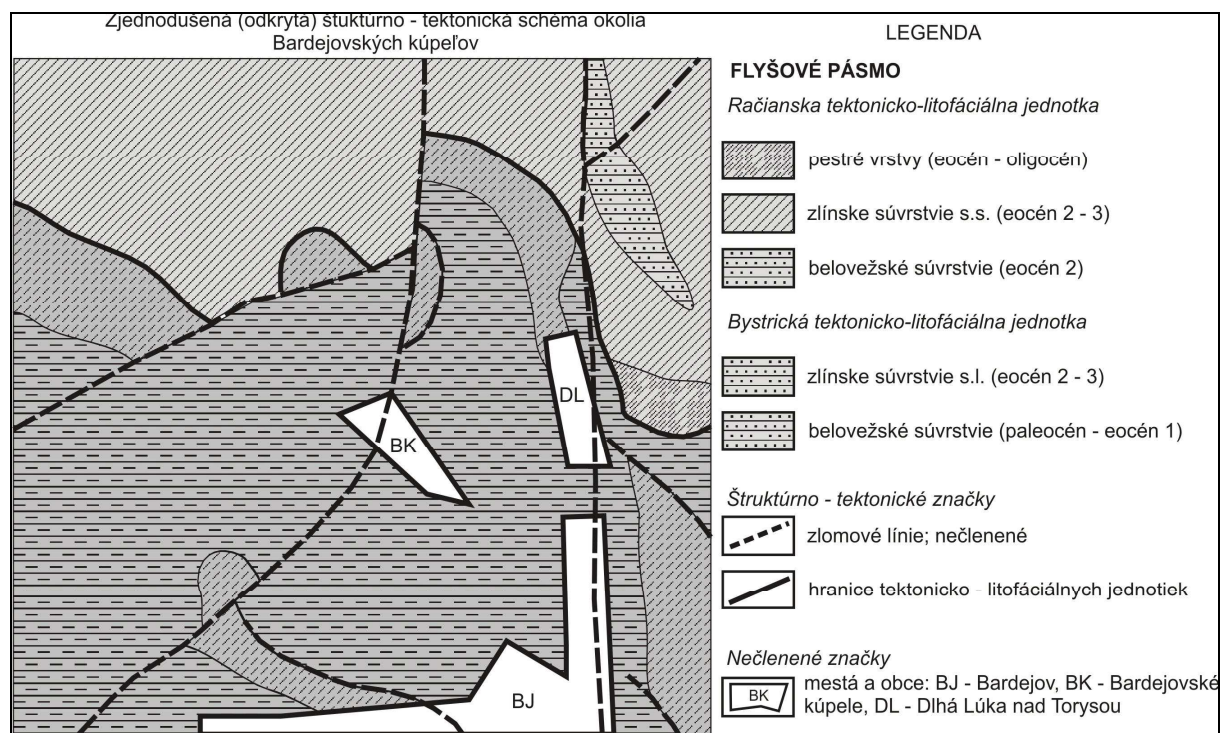 Zjednodušená (odkrytá) štuktúrno - tektonická schéma okolia
Bardejovských kúpeľov
BK
DL
BJ
LEGENDA
FLYŠOVÉ PÁSMO
Račianska tektonicko-litofáciálna jednotka
pestré vrstvy (eocén - oligocén)
zlínske súvrstvie s.s. (eocén 2 - 3)
belovežské súvrstvie (eocén 2)
Bystrická tektonicko-litofáciálna jednotka
zlínske súvrstvie s.l. (eocén 2 - 3)
belovežské súvrstvie (paleocén - eocén 1)
Štruktúrno - tektonické značky
zlomové línie; nečlenené
hranice tektonicko - litofáciálnych jednotiek
Nečlenené značky
BK
mestá a obce: BJ - Bardejov, BK - Bardejovské
kúpele, DL - Dlhá Lúka nad Torysou